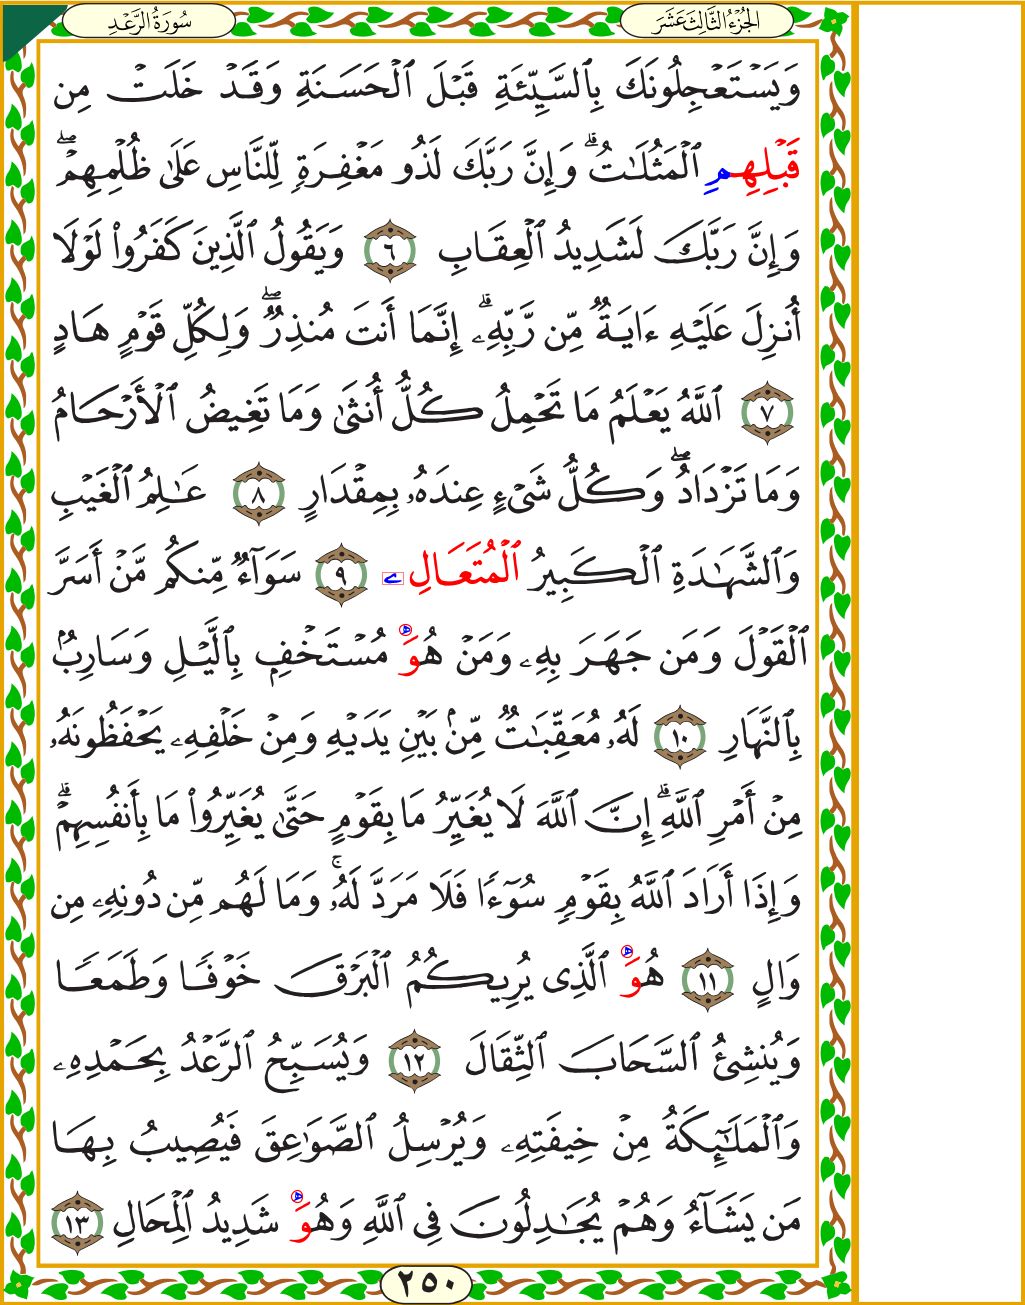 الجُزْءُ الثَّالِثَ عَشَرَ
سُورَةُ الرَّعْدِ
وَيَسْتَعْجِلُونَكَ بِٱلسَّيِّئَةِ قَبْلَ ٱلْحَسَنَةِ وَقَدْ خَلَتْ مِن
قَبْلِهِمِ ٱلْمَثُلَـٰتُ ۗ وَإِنَّ رَبَّكَ لَذُو مَغْفِرَةٍ لِّلنَّاسِ عَلَىٰ ظُلْمِهِمْ ۖ
وَإِنَّ رَبَّكَ لَشَدِيدُ ٱلْعِقَابِ ٦ وَيَقُولُ ٱلَّذِينَ كَفَرُوا۟ لَوْلَا
أُنزِلَ عَلَيْهِ ءَايَةٌ مِّن رَّبِّهِۦٓ ۗ إِنَّمَا أَنتَ مُنذِرٌ ۖ وَلِكُلِّ قَوْمٍ هَادٍ
٧ ٱللَّهُ يَعْلَمُ مَا تَحْمِلُ كُلُّ أُنثَىٰ وَمَا تَغِيضُ ٱلْأَرْحَامُ
وَمَا تَزْدَادُ ۖ وَكُلُّ شَىْءٍ عِندَهُۥ بِمِقْدَارٍ ٨ عَـٰلِمُ ٱلْغَيْبِ
وَٱلشَّهَـٰدَةِ ٱلْكَبِيرُ ٱلْمُتَعَالِۦ ٩ سَوَآءٌ مِّنكُم مَّنْ أَسَرَّ
ٱلْقَوْلَ وَمَن جَهَرَ بِهِۦ وَمَنْ هُوَ مُسْتَخْفٍۭ بِٱلَّيْلِ وَسَارِبٌۢ
بِٱلنَّهَارِ ١٠ لَهُۥ مُعَقِّبَـٰتٌ مِّنۢ بَيْنِ يَدَيْهِ وَمِنْ خَلْفِهِۦ يَحْفَظُونَهُۥ
مِنْ أَمْرِ ٱللَّهِ ۗ إِنَّ ٱللَّهَ لَا يُغَيِّرُ مَا بِقَوْمٍ حَتَّىٰ يُغَيِّرُوا۟ مَا بِأَنفُسِهِمْ ۗ
وَإِذَا أَرَادَ ٱللَّهُ بِقَوْمٍ سُوٓءًا فَلَا مَرَدَّ لَهُۥ ۚ وَمَا لَهُم مِّن دُونِهِۦ مِن
وَالٍ ١١ هُوَ ٱلَّذِى يُرِيكُمُ ٱلْبَرْقَ خَوْفًا وَطَمَعًا
وَيُنشِئُ ٱلسَّحَابَ ٱلثِّقَالَ ١٢ وَيُسَبِّحُ ٱلرَّعْدُ بِحَمْدِهِۦ
وَٱلْمَلَـٰٓئِكَةُ مِنْ خِيفَتِهِۦ وَيُرْسِلُ ٱلصَّوَٰعِقَ فَيُصِيبُ بِهَا
مَن يَشَآءُ وَهُمْ يُجَـٰدِلُونَ فِى ٱللَّهِ وَهُوَ شَدِيدُ ٱلْمِحَالِ ١٣
٢٥٠